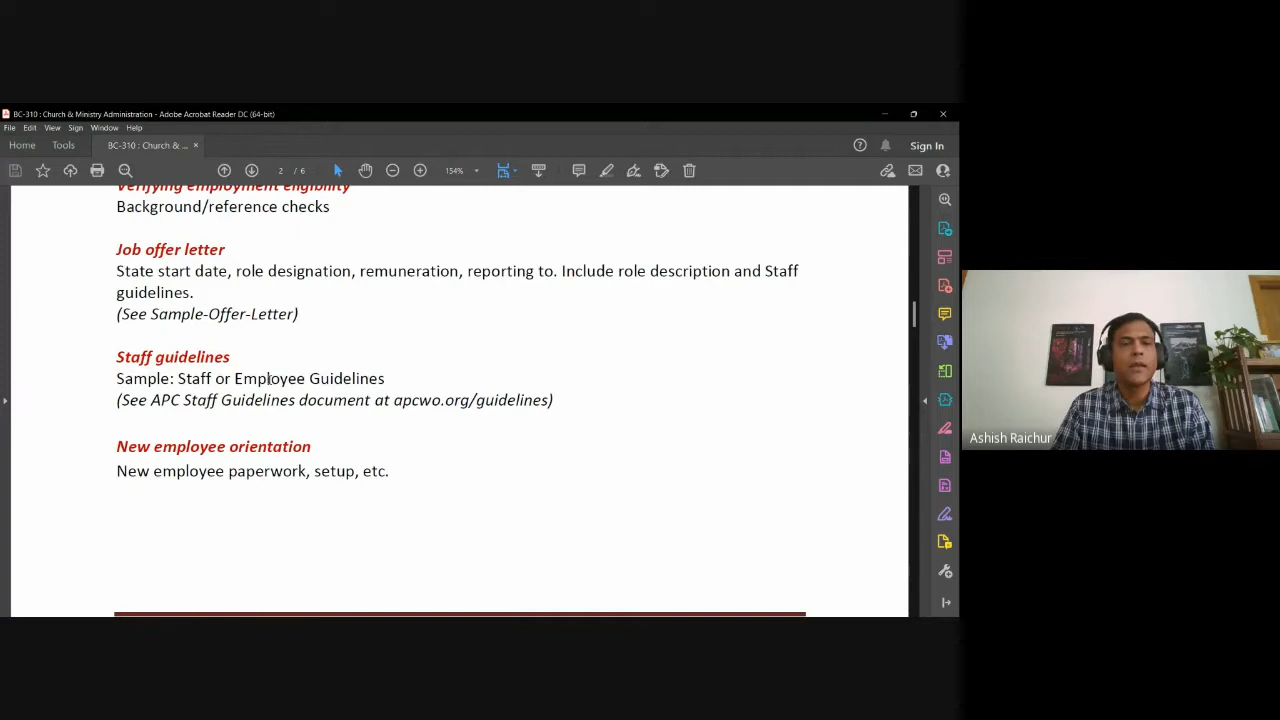 BC-310 : Church & Ministry Administration - Adobe Acrobat Reader DC (64-bit)
File Edit View Sign Window Help
Home Tools BC-310 : Church & ... × Sign In
2 / 6 154%
Verifying employment eligibility
Background/reference checks
Job offer letter
State start date, role designation, remuneration, reporting to. Include role description and Staff
guidelines.
(See Sample-Offer-Letter)
Staff guidelines
Sample: Staff or Employee Guidelines
(See APC Staff Guidelines document at apcwo.org/guidelines)
New employee orientation
New employee paperwork, setup, etc.
Ashish Raichur